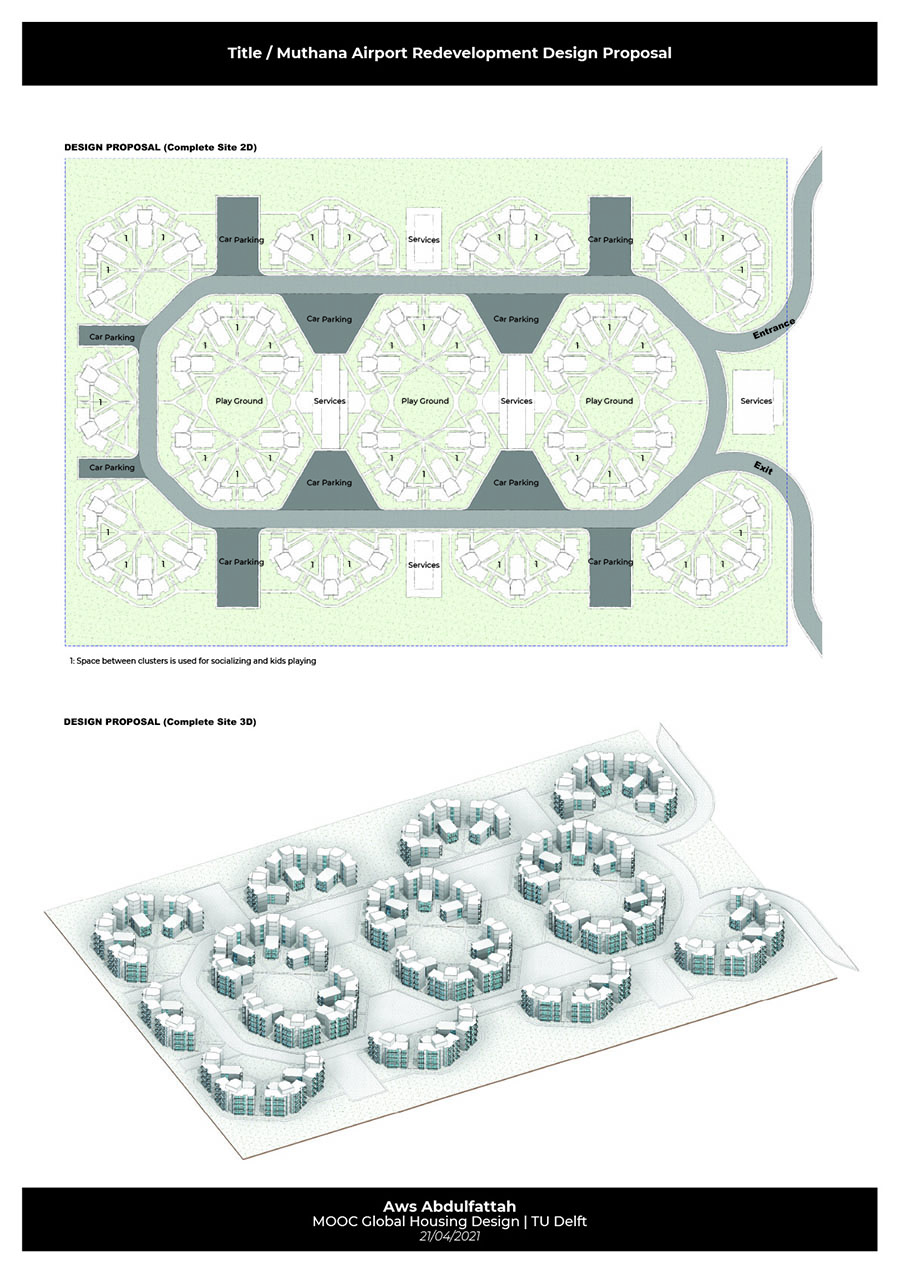 Title / Muthana Airport Redevelopment Design Proposal
DESIGN PROPOSAL (Complete Site 2D)
Car Parking
Services
Car Parking
1
1
1
1
1
1
1
1
1
Car Parking
Car Parking
Entrance
Car Parking
1
1
1
1
1
1
1
1
1
1
Play Ground
Services
Play Ground
Services
Play Ground
Services
1
1
1
1
1
1
1
1
1
Car Parking
Exit
Car Parking
Car Parking
1
Car Parking
Services
Car Parking
1
1
1
1
1
1
1
1
1
1: Space between clusters is used for socializing and kids playing
DESIGN PROPOSAL (Complete Site 3D)
Aws Abdulfattah
MOOC Global Housing Design | TU Delft
21/04/2021